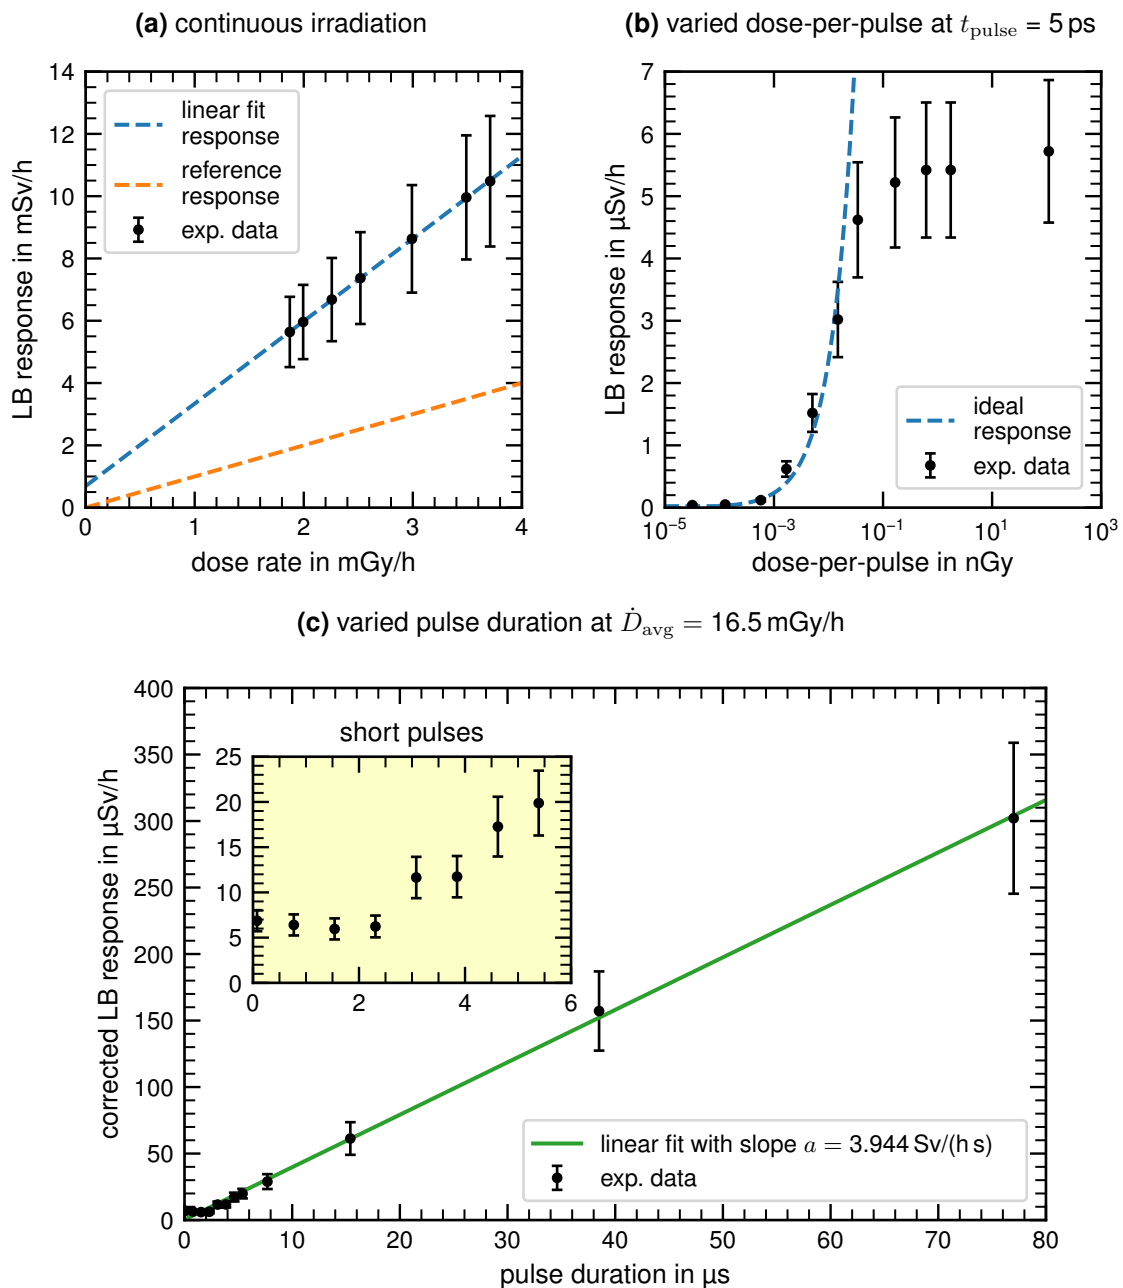 (a) continuous irradiation
14
12
10
8
6
4
2
0
0
1
2
3
4
LB response in mSv/h
dose rate in mGy/h
linear fit
response
reference
response
exp. data
(b) varied dose-per-pulse at t_pulse = 5 ps
7
6
5
4
3
2
1
0
10⁻⁵
10⁻³
10⁻¹
10¹
10³
LB response in µSv/h
dose-per-pulse in nGy
ideal
response
exp. data
(c) varied pulse duration at Ḋ_avg = 16.5 mGy/h
400
350
300
250
200
150
100
50
0
0
10
20
30
40
50
60
70
80
corrected LB response in µSv/h
pulse duration in µs
short pulses
25
20
15
10
5
0
0
2
4
6
linear fit with slope a = 3.944 Sv/(h s)
exp. data